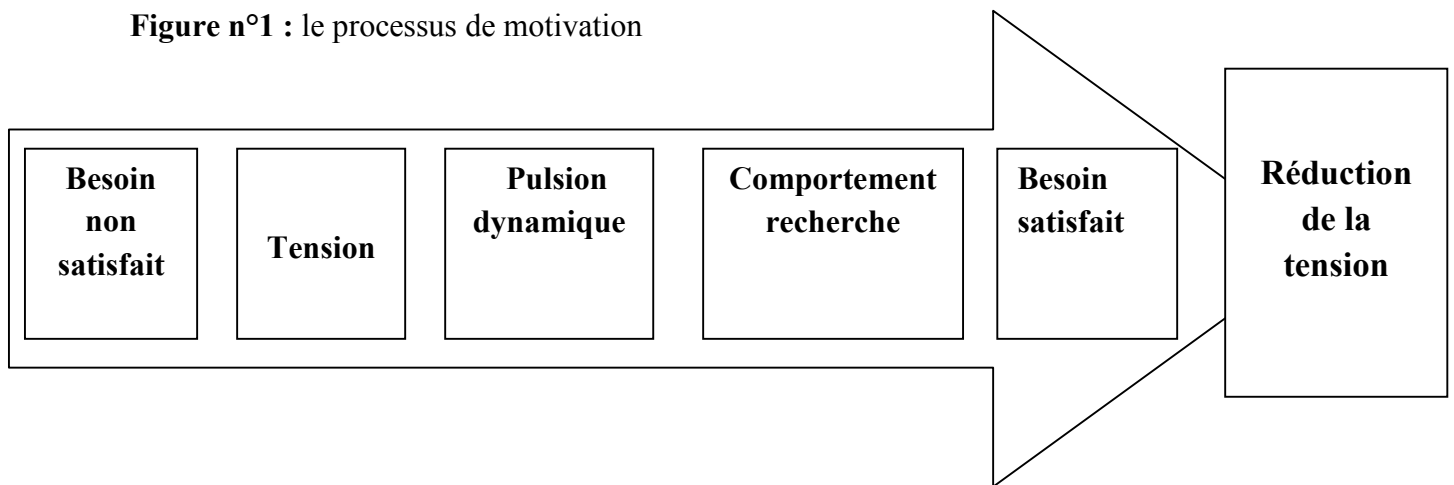 Figure n°1 : le processus de motivation
Besoin
non
satisfait
Tension
Pulsion
dynamique
Comportement
recherche
Besoin
satisfait
Réduction
de la
tension